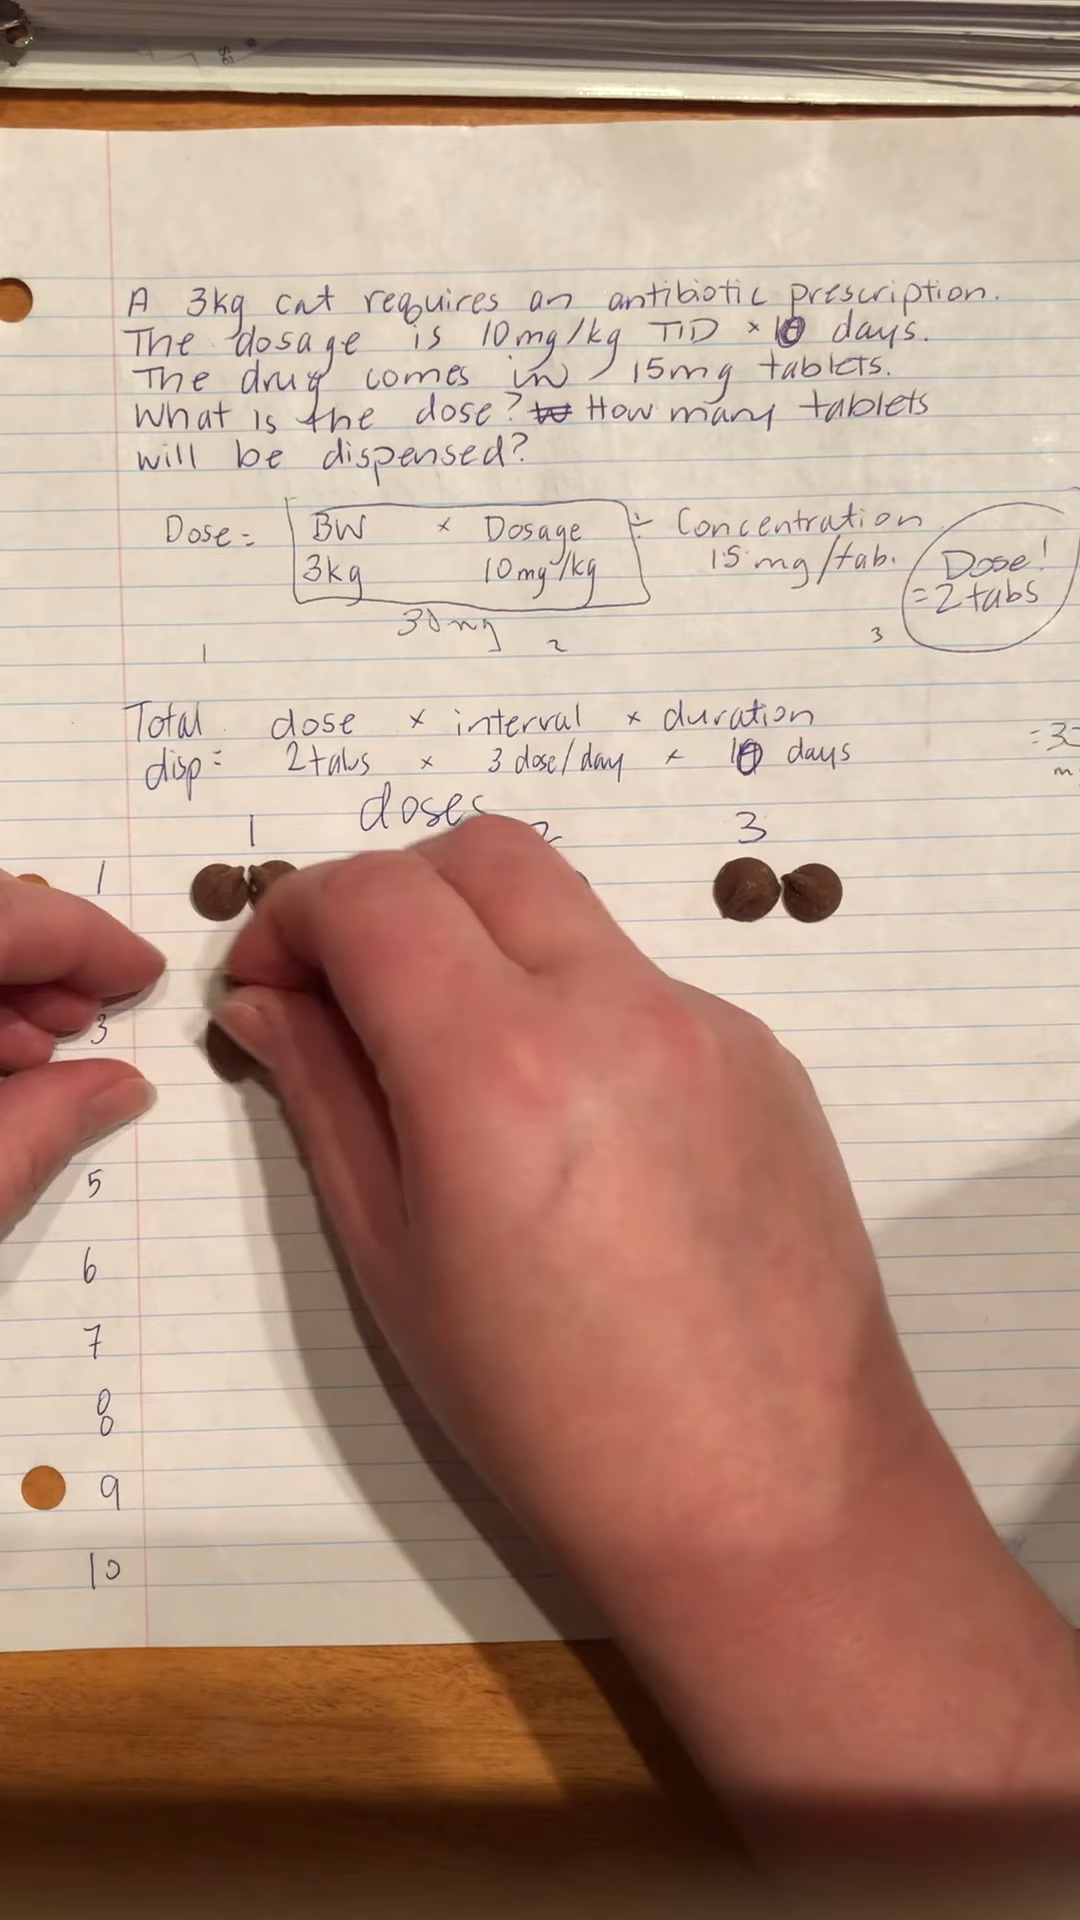 A 3kg cat requires an antibiotic prescription.
The dosage is 10mg/kg TID × 10 days.
The drug comes in 15mg tablets.
What is the dose? How many tablets
will be dispensed?
Dose = BW × Dosage ÷ Concentration
3kg 10mg/kg 15mg/tab.
Dose!
= 2 tabs
30mg
1 2 3
Total dose × interval × duration
disp = 2 tabs × 3 dose/day × 10 days
doses
1 2 3
1
3
5
6
7
8
9
10